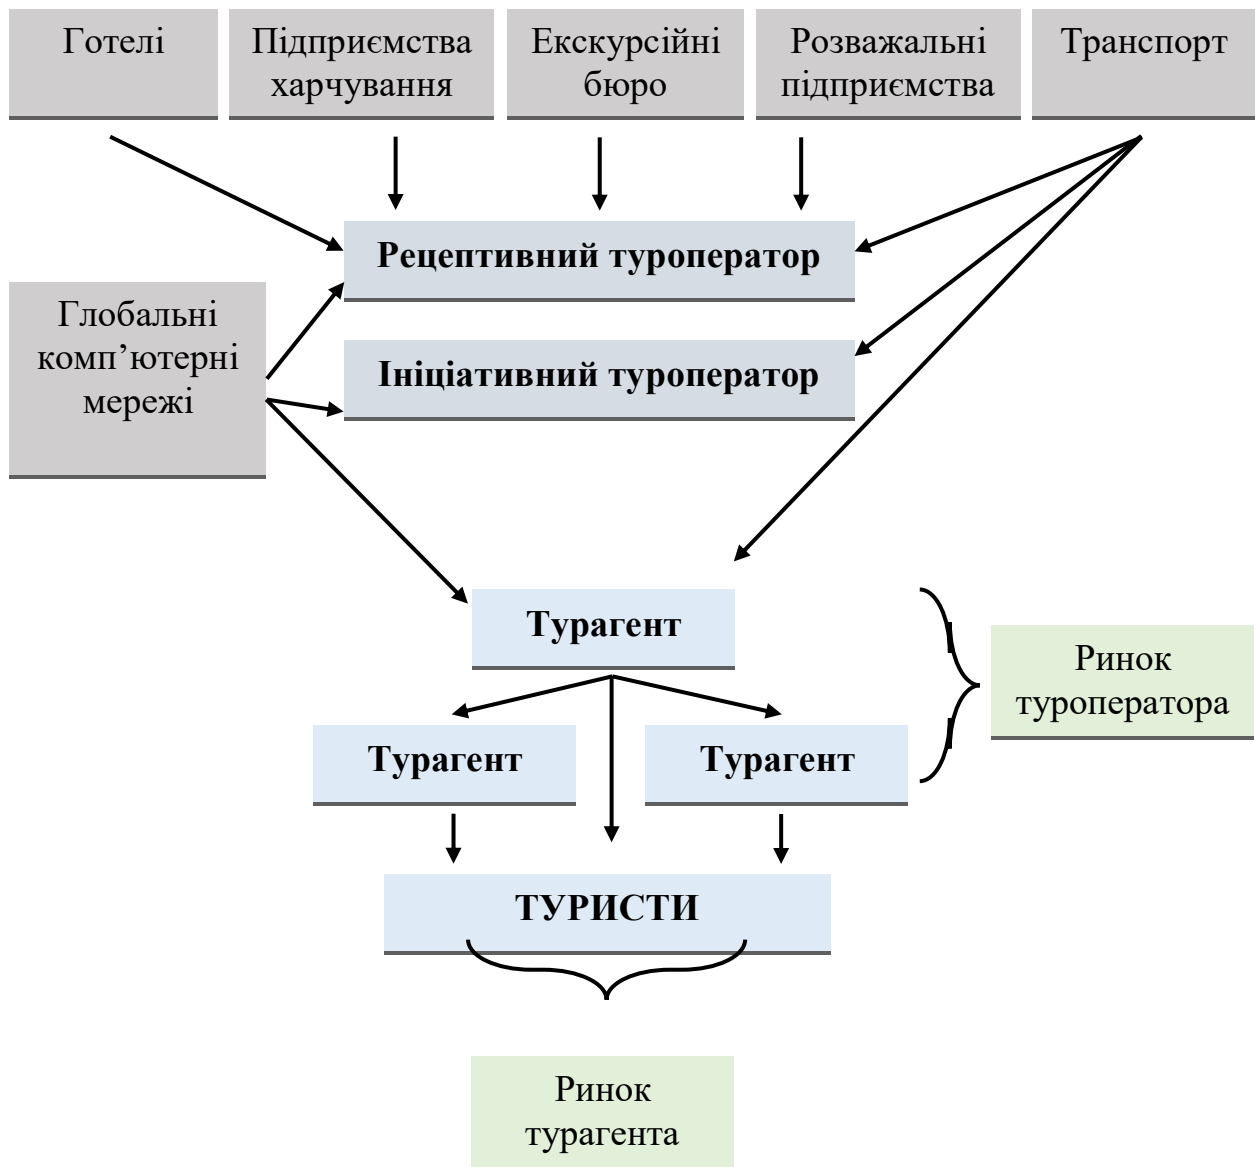 Готелі
Підприємства
харчування
Екскурсійні
бюро
Розважальні
підприємства
Транспорт
Рецептивний туроператор
Глобальні
комп’ютерні
мережі
Ініціативний туроператор
Турагент
Ринок
туроператора
Турагент
Турагент
ТУРИСТИ
Ринок
турагента